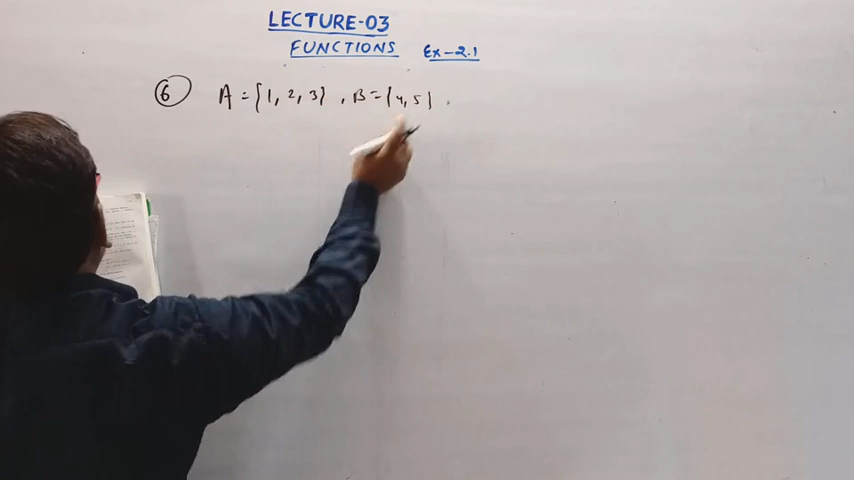 LECTURE-03
FUNCTIONS Ex-2.1
6 A={1, 2, 3} , B={4, 5} .